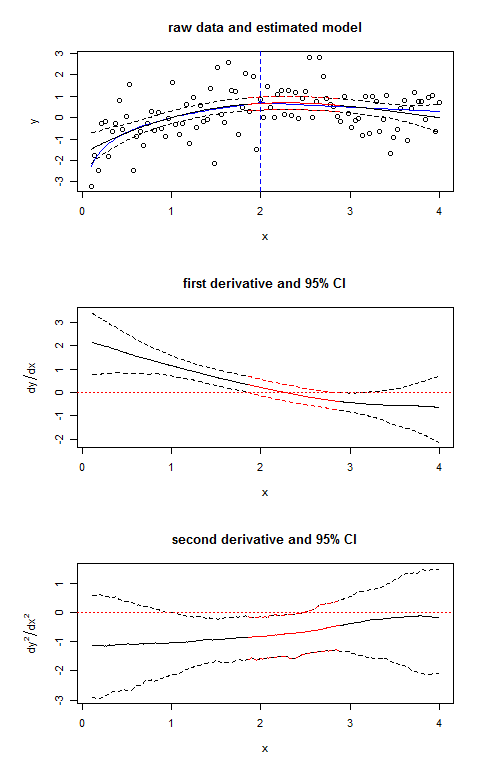 raw data and estimated model
3
2
1
0
-1
-2
-3
y
0 1 2 3 4
x
first derivative and 95% CI
3
2
1
0
-1
-2
dy/dx
0 1 2 3 4
x
second derivative and 95% CI
1
0
-1
-2
-3
dy²/dx²
0 1 2 3 4
x